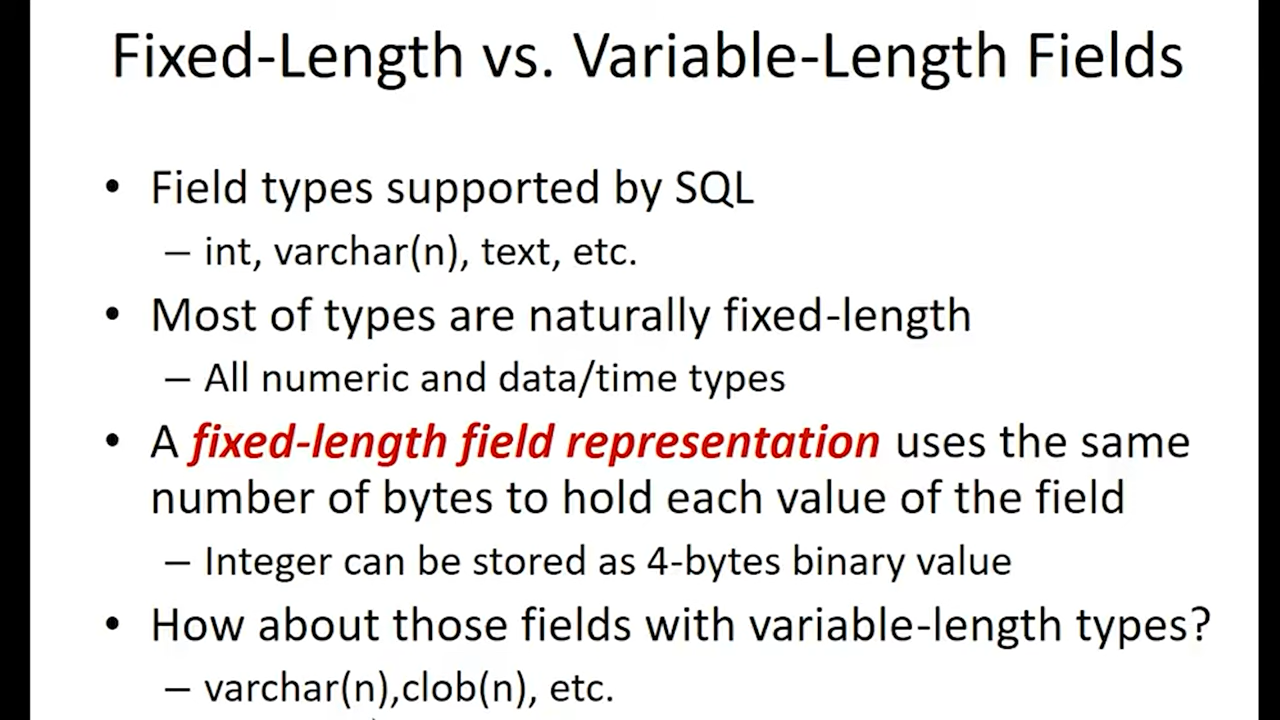 Fixed-Length vs. Variable-Length Fields
• Field types supported by SQL
– int, varchar(n), text, etc.
• Most of types are naturally fixed-length
– All numeric and data/time types
• A fixed-length field representation uses the same
number of bytes to hold each value of the field
– Integer can be stored as 4-bytes binary value
• How about those fields with variable-length types?
– varchar(n),clob(n), etc.